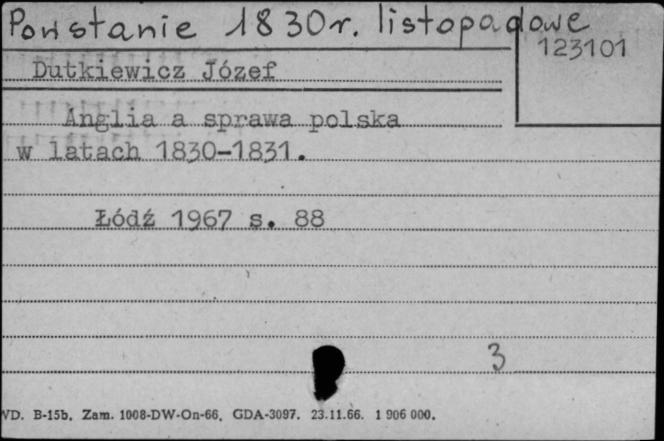 Powstanie 1830r. listopadowe
123101
Dutkiewicz Józef
Anglia a sprawa polska
w latach 1830-1831.
Łódź 1967 s. 88
3
VD. B-15b. Zam. 1008-DW-On-66. GDA-3097. 23.11.66. 1 906 000.